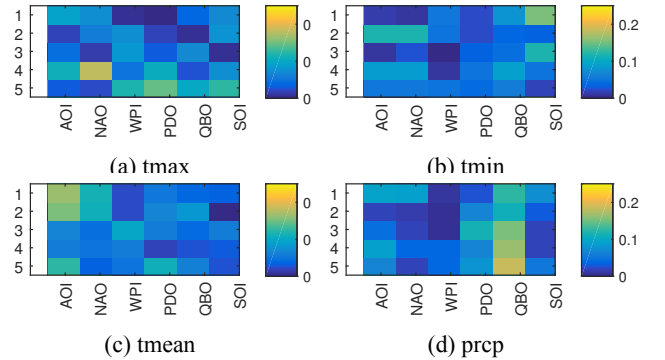 1
2
3
4
5
AOI
NAO
WPI
PDO
QBO
SOI
0
0
(a) tmax
1
2
3
4
5
AOI
NAO
WPI
PDO
QBO
SOI
0.2
0.1
0
(b) tmin
1
2
3
4
5
AOI
NAO
WPI
PDO
QBO
SOI
0
0
(c) tmean
1
2
3
4
5
AOI
NAO
WPI
PDO
QBO
SOI
0.2
0.1
0
(d) prcp